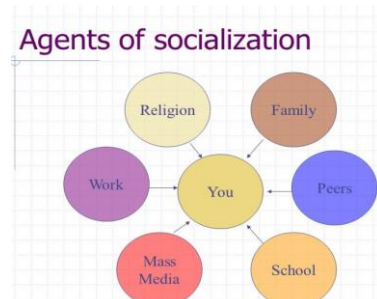 Agents of socialization
Religion
Family
Work
You
Peers
Mass
Media
School